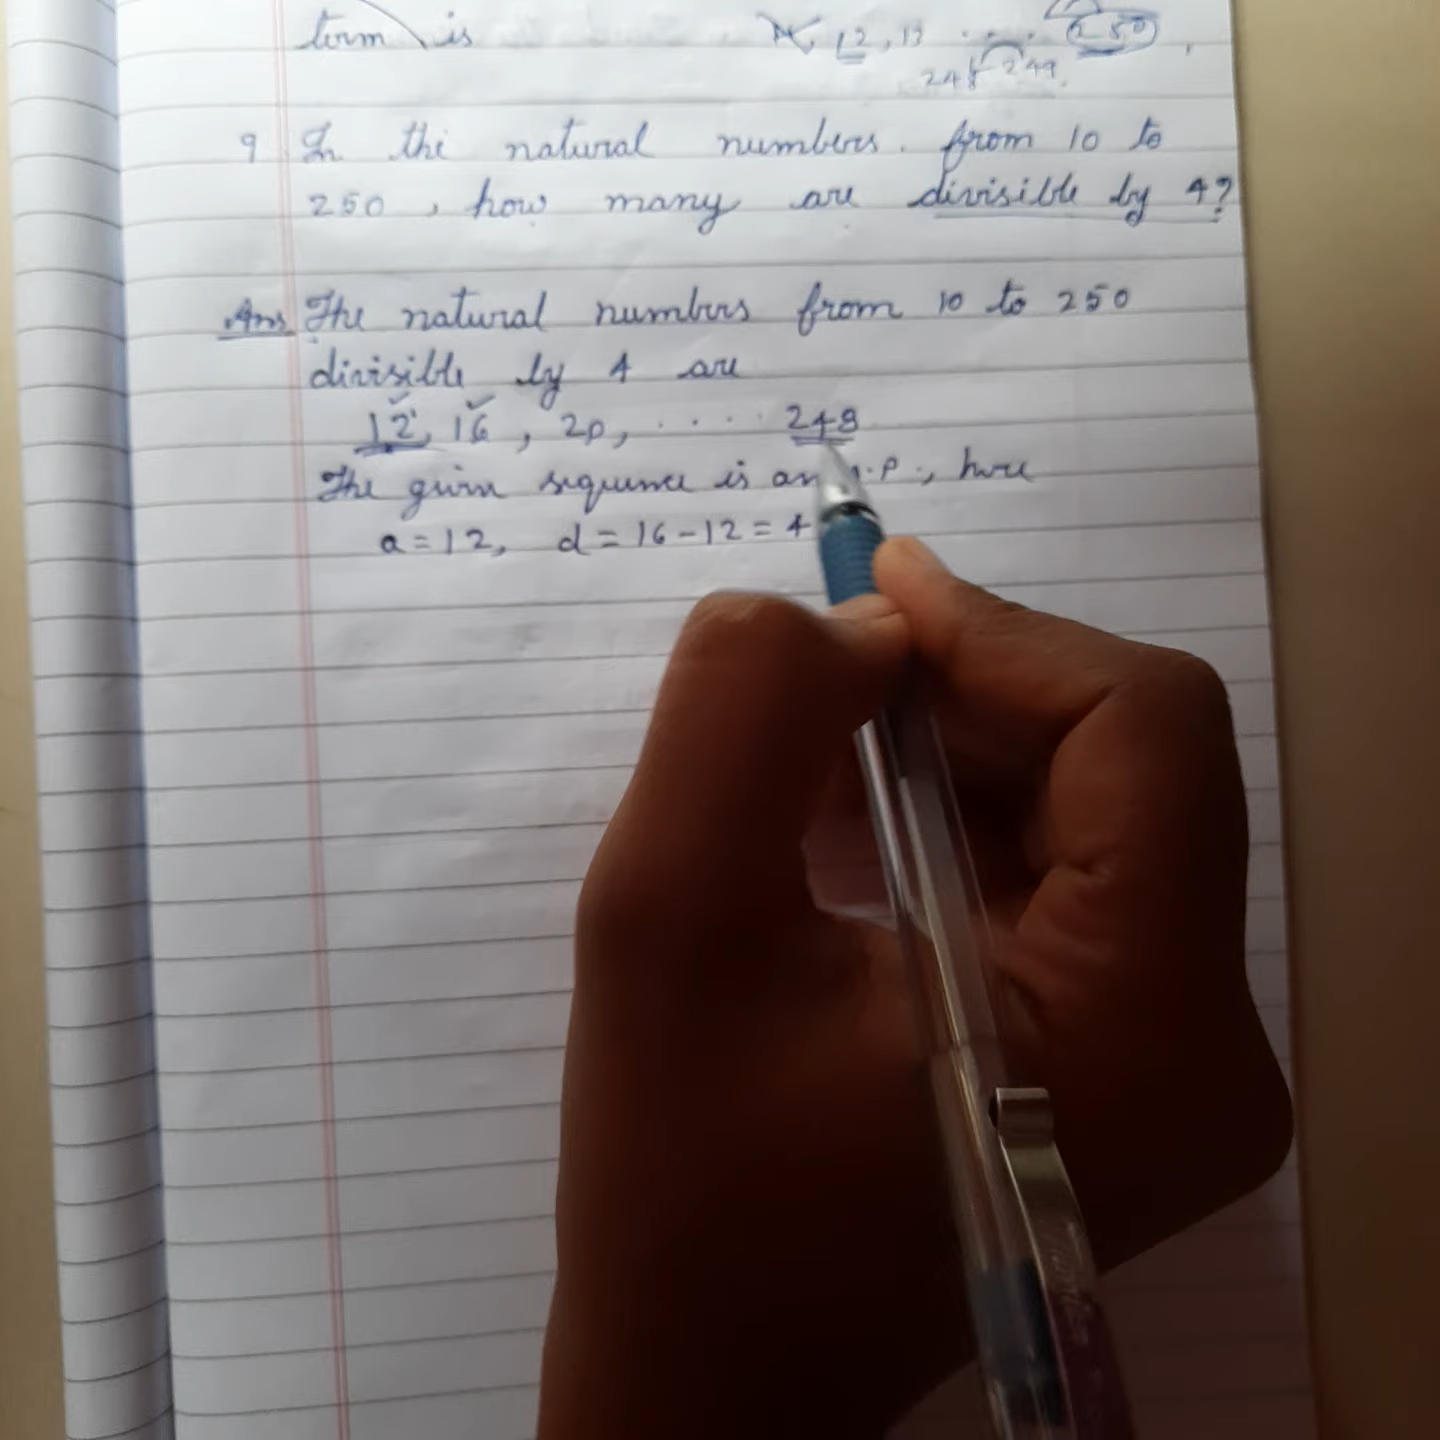 term is 12, 13 . . . . 250,
248 249.
9 In the natural numbers. from 10 to
250, how many are divisible by 4?
Ans The natural numbers from 10 to 250
divisible by 4 are
12, 16, 20, . . . . 248
The given sequence is an A.P., here
a = 12, d = 16 - 12 = 4